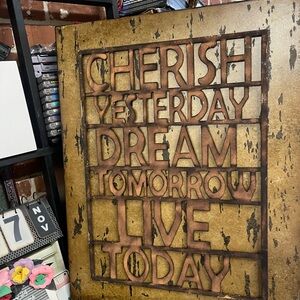 CHERISH
YESTERDAY
DREAM
TOMORROW
LIVE
TODAY
7 NOV